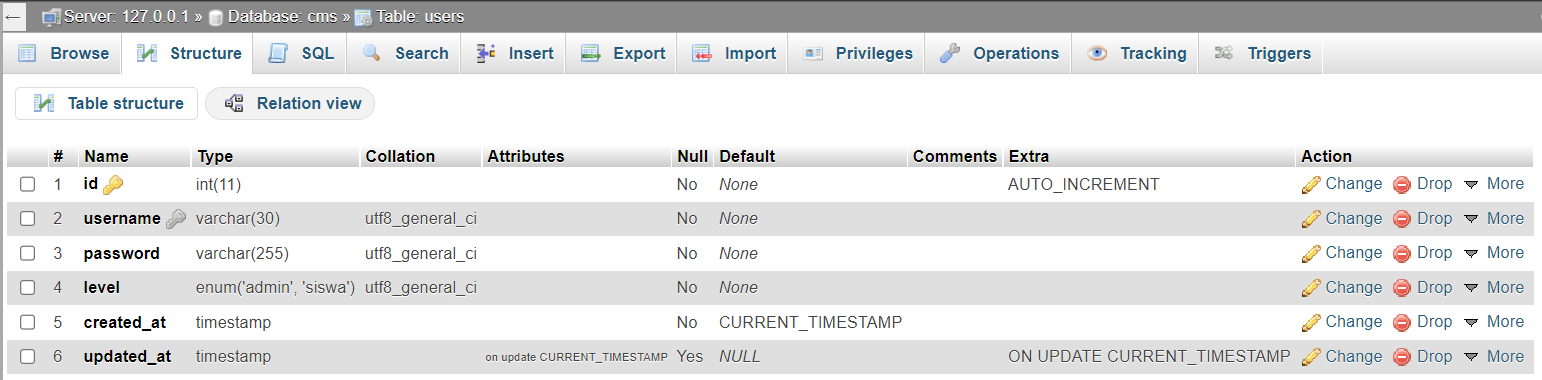 Server: 127.0.0.1 » Database: cms » Table: users
Browse Structure SQL Search Insert Export Import Privileges Operations Tracking Triggers
Table structure Relation view
# Name Type Collation Attributes Null Default Comments Extra Action
1 id int(11) No None AUTO_INCREMENT Change Drop More
2 username varchar(30) utf8_general_ci No None Change Drop More
3 password varchar(255) utf8_general_ci No None Change Drop More
4 level enum('admin', 'siswa') utf8_general_ci No None Change Drop More
5 created_at timestamp No CURRENT_TIMESTAMP Change Drop More
6 updated_at timestamp on update CURRENT_TIMESTAMP Yes NULL ON UPDATE CURRENT_TIMESTAMP Change Drop More